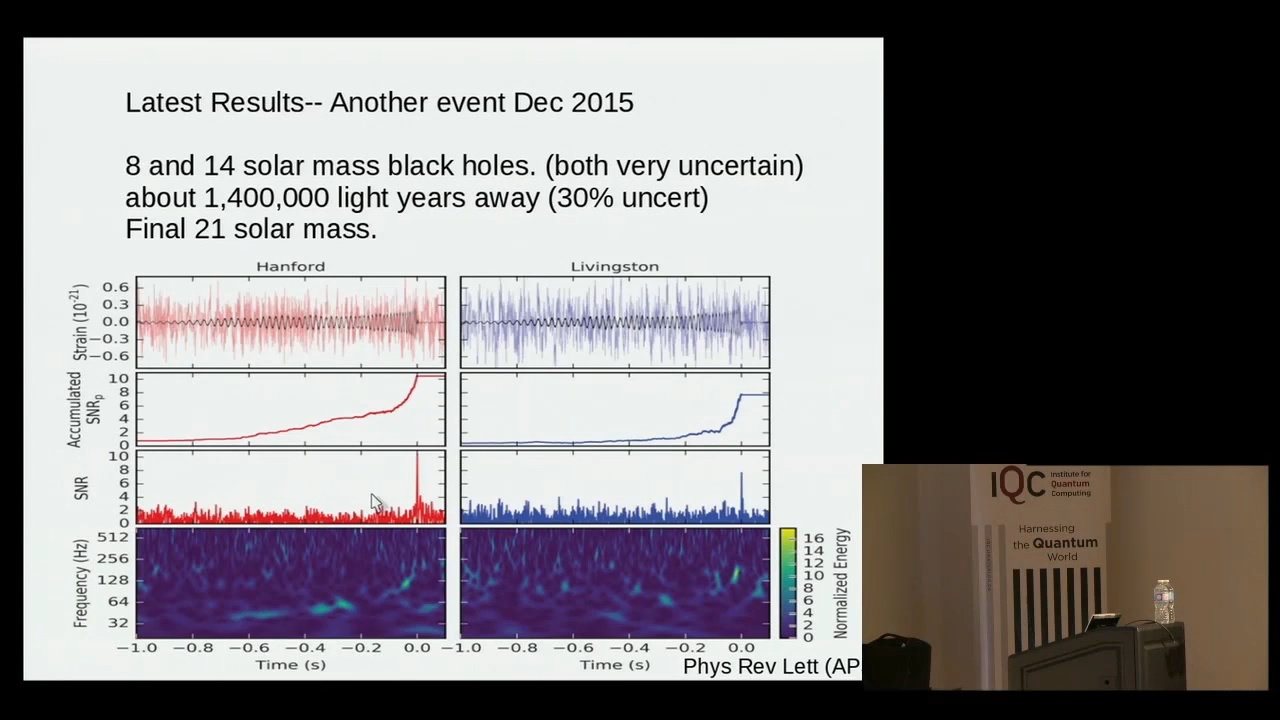 Latest Results-- Another event Dec 2015
8 and 14 solar mass black holes. (both very uncertain)
about 1,400,000 light years away (30% uncert)
Final 21 solar mass.
Hanford
Livingston
Strain (10⁻²¹)
0.6
0.3
0.0
−0.3
−0.6
Accumulated
SNRₚ
10
8
6
4
2
0
SNR
10
8
6
4
2
0
Frequency (Hz)
512
256
128
64
32
−1.0 −0.8 −0.6 −0.4 −0.2 0.0
Time (s)
−1.0 −0.8 −0.6 −0.4 −0.2 0.0
Time (s)
16
14
12
10
8
6
4
2
0
Normalized Energy
Phys Rev Lett (AP
IQC Institute for
Quantum
Computing
Harnessing
the Quantum
World